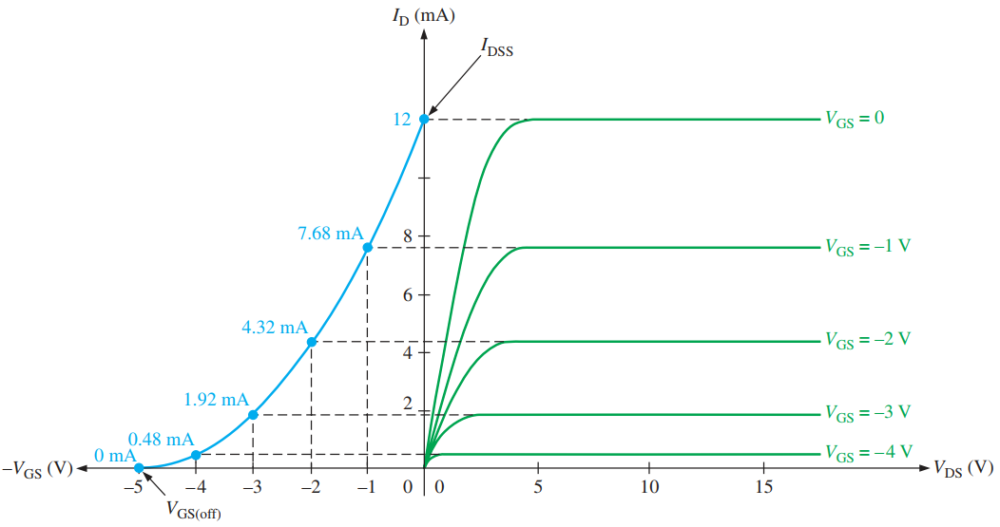 I_D (mA)
I_DSS
12
V_GS = 0
7.68 mA
8
V_GS = −1 V
6
4.32 mA
V_GS = −2 V
4
1.92 mA
2
V_GS = −3 V
0.48 mA
0 mA
V_GS = −4 V
−V_GS (V)
V_DS (V)
−5 −4 −3 −2 −1 0 0 5 10 15
V_GS(off)